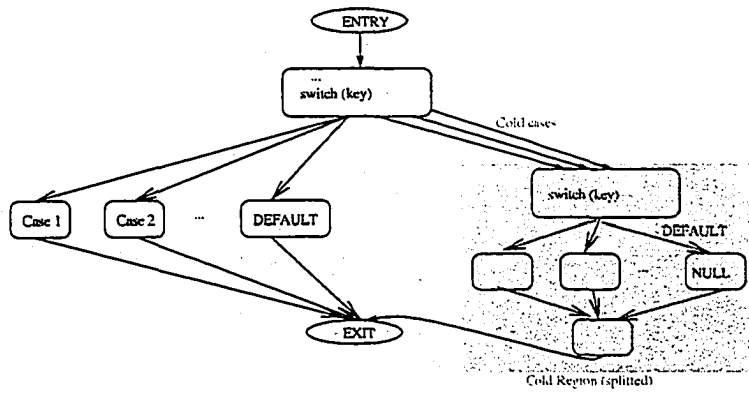 ENTRY
...
switch (key)
Cold cases
switch (key)
Case 1
Case 2
...
DEFAULT
DEFAULT
...
NULL
EXIT
Cold Region (splitted)